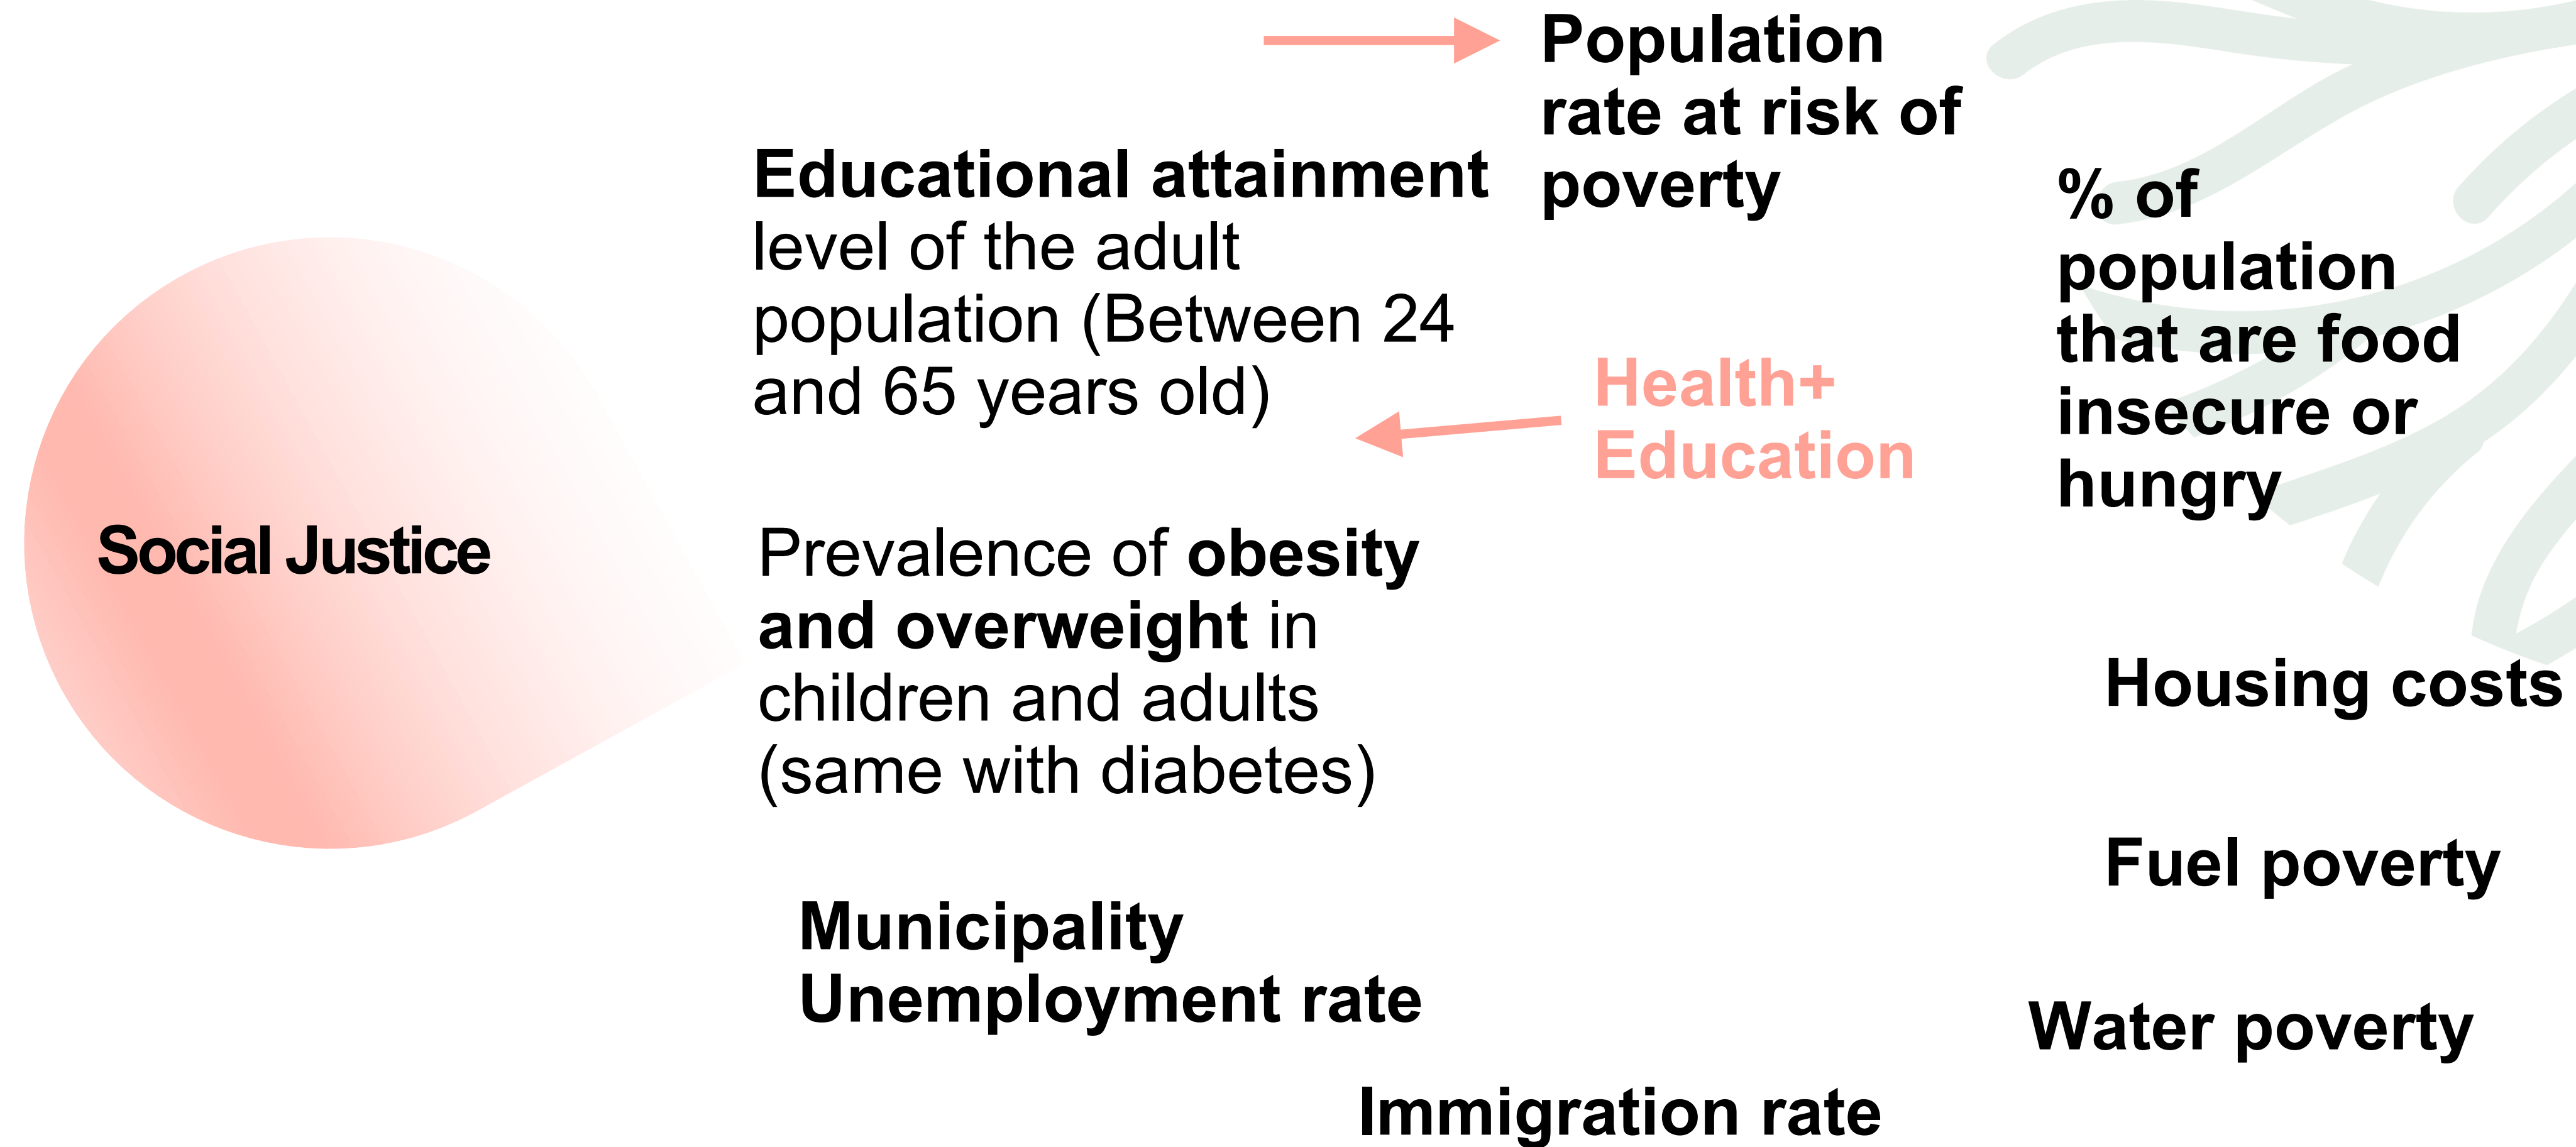 Social Justice
Educational attainment
level of the adult
population (Between 24
and 65 years old)
Prevalence of obesity
and overweight in
children and adults
(same with diabetes)
Municipality
Unemployment rate
Population
rate at risk of
poverty
Health+
Education
Immigration rate
% of
population
that are food
insecure or
hungry
Housing costs
Fuel poverty
Water poverty